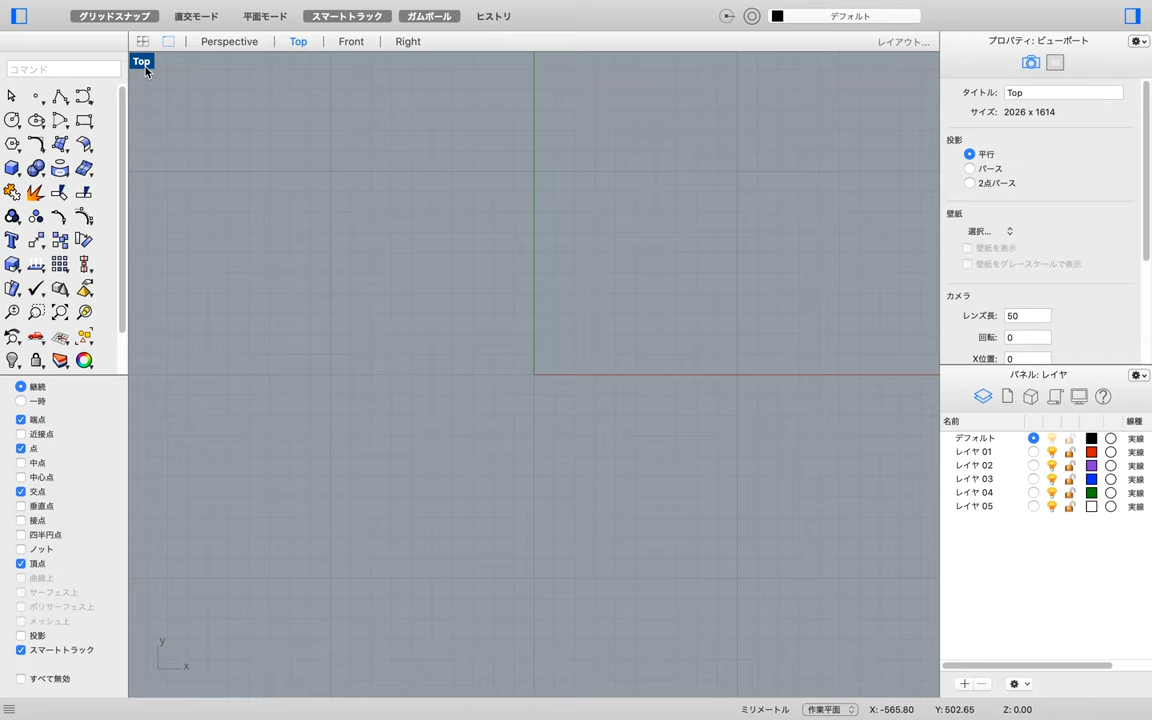 グリッドスナップ 直交モード 平面モード スマートトラック ガムボール ヒストリ デフォルト
Perspective Top Front Right レイアウト...
Top
コマンド
継続
一時
端点
近接点
点
中点
中心点
交点
垂直点
接点
四半円点
ノット
頂点
曲線上
サーフェス上
ポリサーフェス上
メッシュ上
投影
スマートトラック
すべて無効
y
x
プロパティ: ビューポート
タイトル: Top
サイズ: 2026 x 1614
投影
平行
パース
2点パース
壁紙
選択...
壁紙を表示
壁紙をグレースケールで表示
カメラ
レンズ長: 50
回転: 0
X位置: 0
パネル: レイヤ
名前 線種
デフォルト 実線
レイヤ 01 実線
レイヤ 02 実線
レイヤ 03 実線
レイヤ 04 実線
レイヤ 05 実線
ミリメートル 作業平面 X: -565.80 Y: 502.65 Z: 0.00